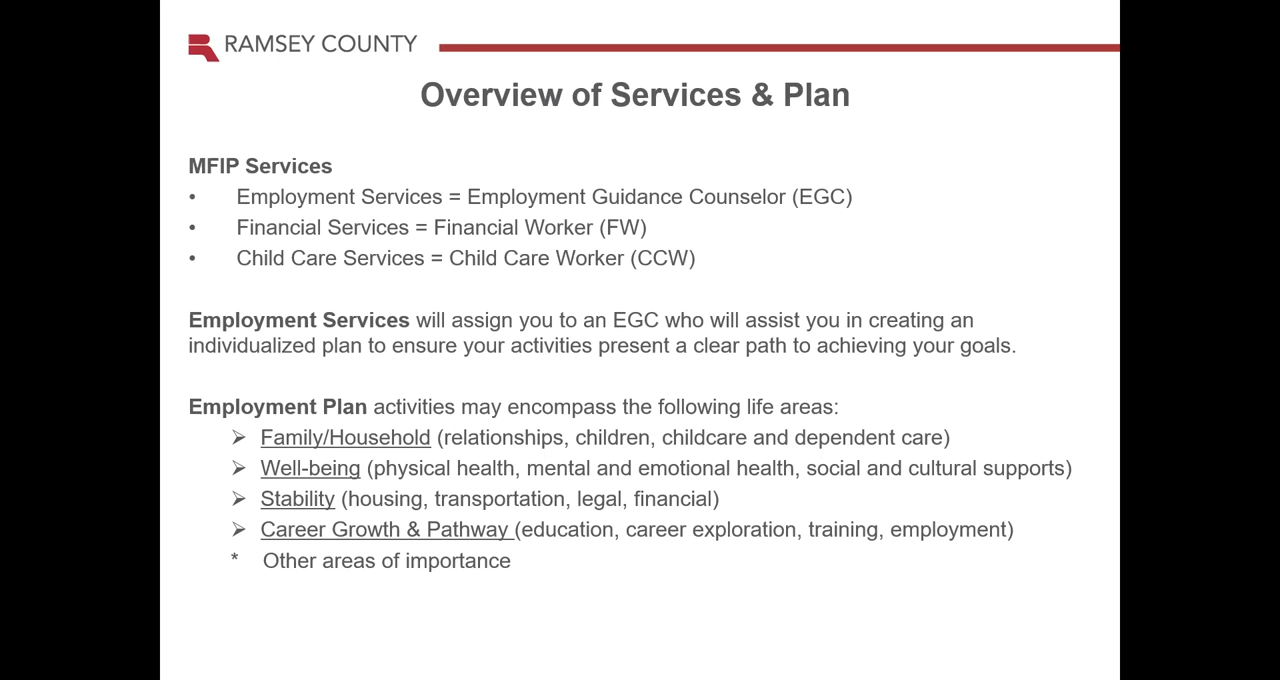 RAMSEY COUNTY
Overview of Services & Plan
MFIP Services
• Employment Services = Employment Guidance Counselor (EGC)
• Financial Services = Financial Worker (FW)
• Child Care Services = Child Care Worker (CCW)
Employment Services will assign you to an EGC who will assist you in creating an
individualized plan to ensure your activities present a clear path to achieving your goals.
Employment Plan activities may encompass the following life areas:
➢ Family/Household (relationships, children, childcare and dependent care)
➢ Well-being (physical health, mental and emotional health, social and cultural supports)
➢ Stability (housing, transportation, legal, financial)
➢ Career Growth & Pathway (education, career exploration, training, employment)
* Other areas of importance